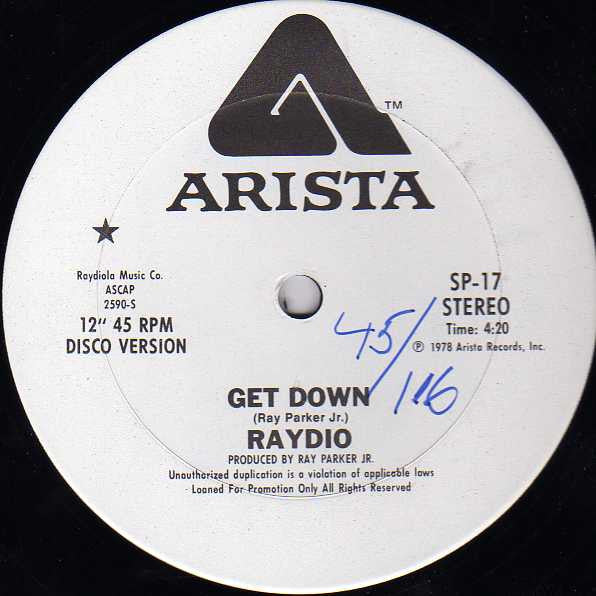 ™
ARISTA
Raydiola Music Co.
ASCAP
2590-S
12" 45 RPM
DISCO VERSION
SP-17
STEREO
Time: 4:20
℗ 1978 Arista Records, Inc.
45/116
GET DOWN
(Ray Parker Jr.)
RAYDIO
PRODUCED BY RAY PARKER JR.
Unauthorized duplication is a violation of applicable laws
Loaned For Promotion Only All Rights Reserved